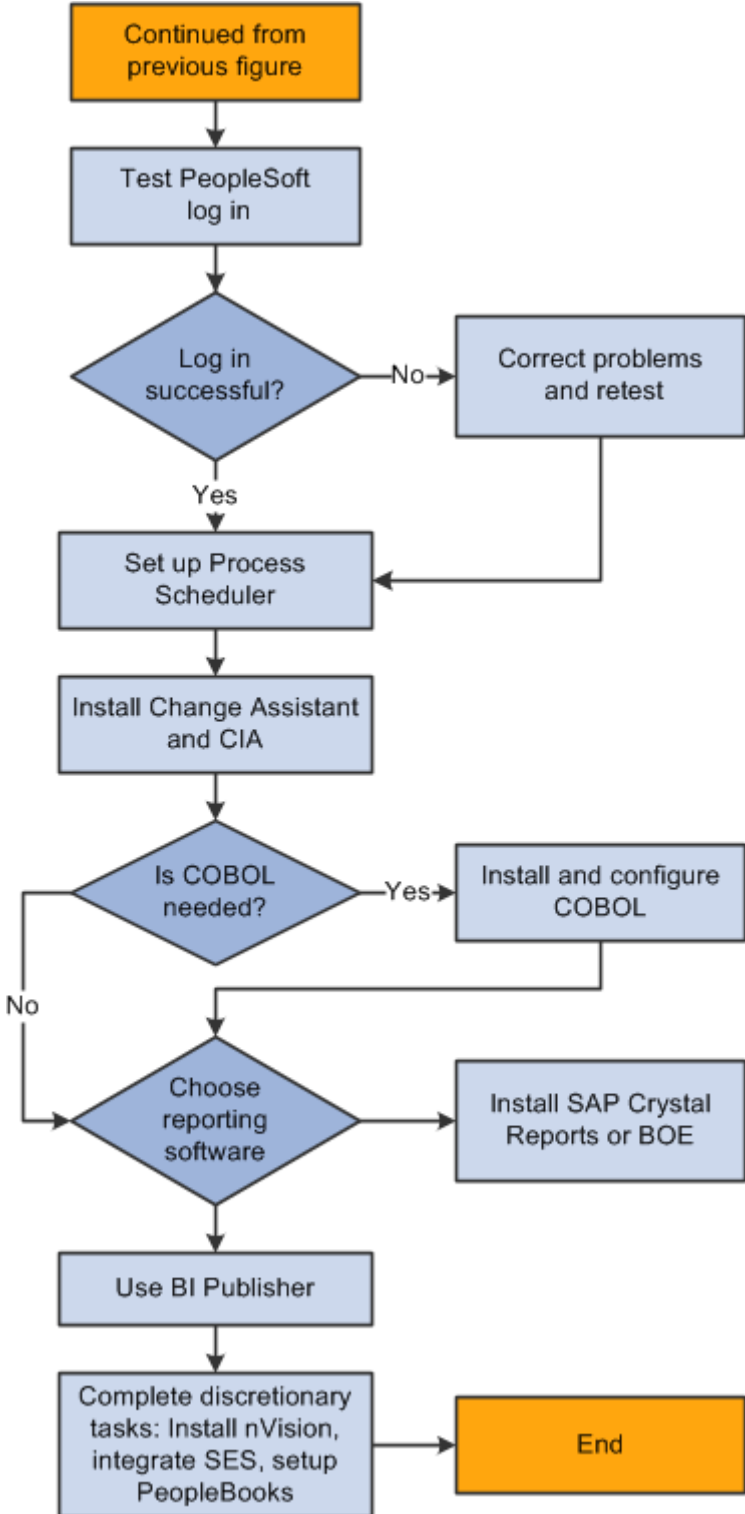 Continued from
previous figure
Test PeopleSoft
log in
Log in
successful?
No
Correct problems
and retest
Yes
Set up Process
Scheduler
Install Change Assistant
and CIA
Is COBOL
needed?
Yes
Install and configure
COBOL
No
Choose
reporting
software
Install SAP Crystal
Reports or BOE
Use BI Publisher
Complete discretionary
tasks: Install nVision,
integrate SES, setup
PeopleBooks
End